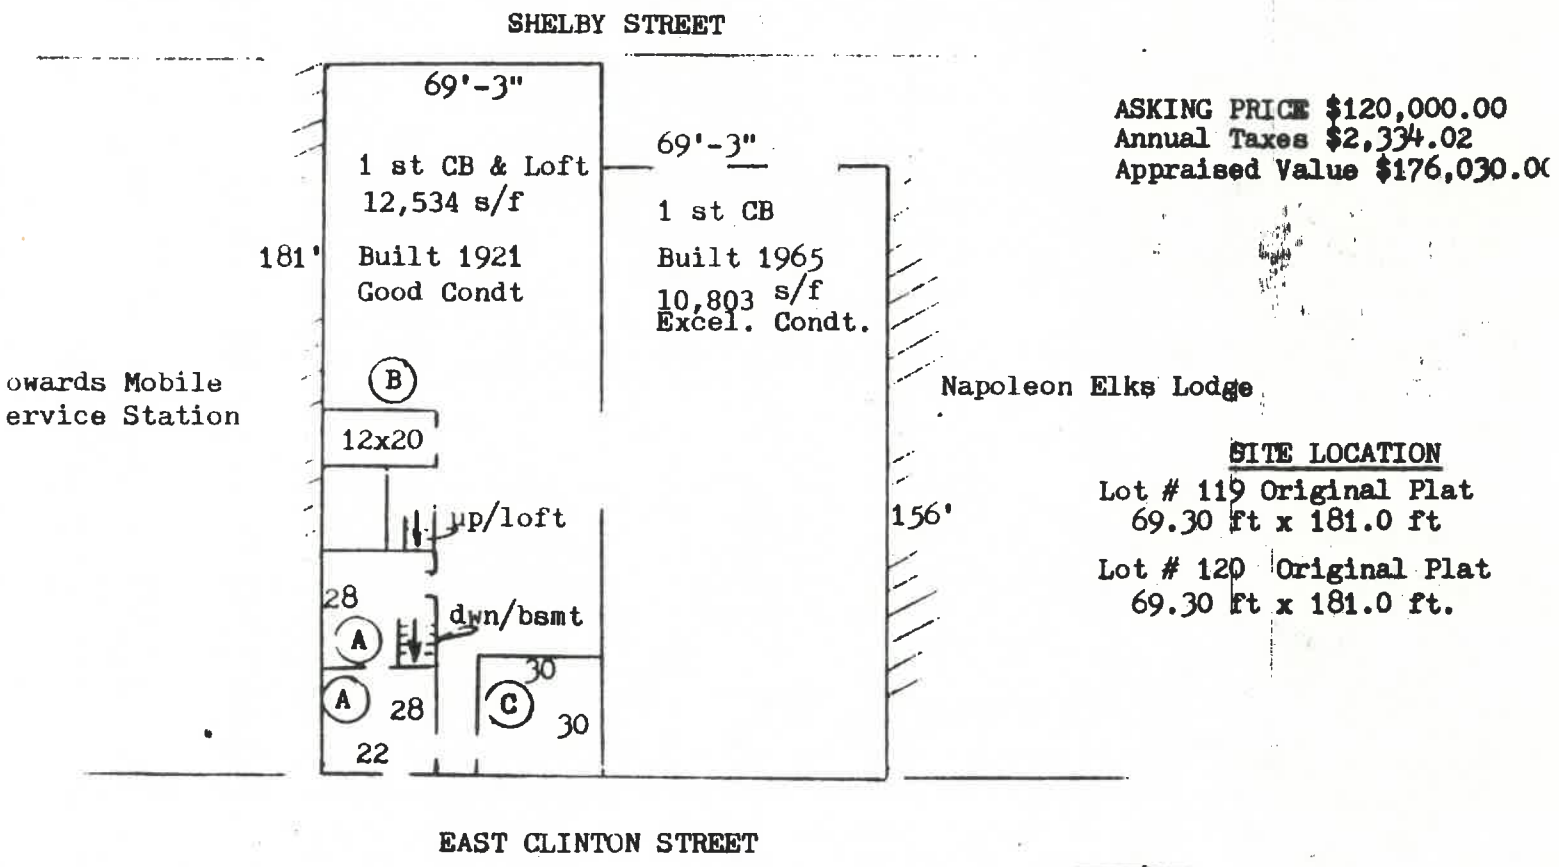 SHELBY STREET
69'-3"
1 st CB & Loft
12,534 s/f
181'
Built 1921
Good Condt
69'-3"
1 st CB
Built 1965
10,803 s/f
Excel. Condt.
ASKING PRICE $120,000.00
Annual Taxes $2,334.02
Appraised Value $176,030.00
owards Mobile
ervice Station
B
12x20
up/loft
28
A
dwn/bsmt
A
28
22
30
C
30
156'
Napoleon Elks Lodge
SITE LOCATION
Lot # 119 Original Plat
69.30 ft x 181.0 ft
Lot # 120 Original Plat
69.30 ft x 181.0 ft.
EAST CLINTON STREET